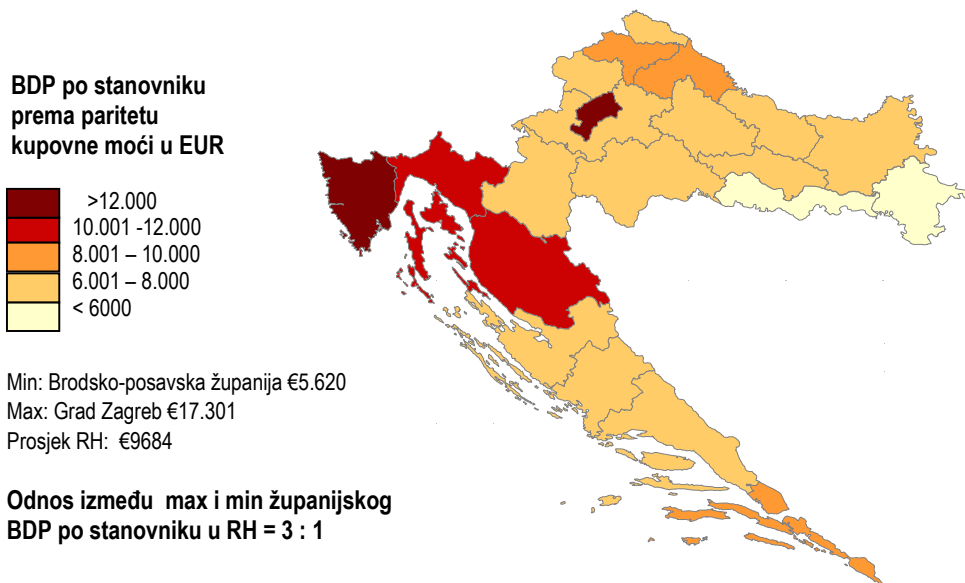 BDP po stanovniku
prema paritetu
kupovne moći u EUR
>12.000
10.001 -12.000
8.001 – 10.000
6.001 – 8.000
< 6000
Min: Brodsko-posavska županija €5.620
Max: Grad Zagreb €17.301
Prosjek RH: €9684
Odnos između max i min županijskog
BDP po stanovniku u RH = 3 : 1